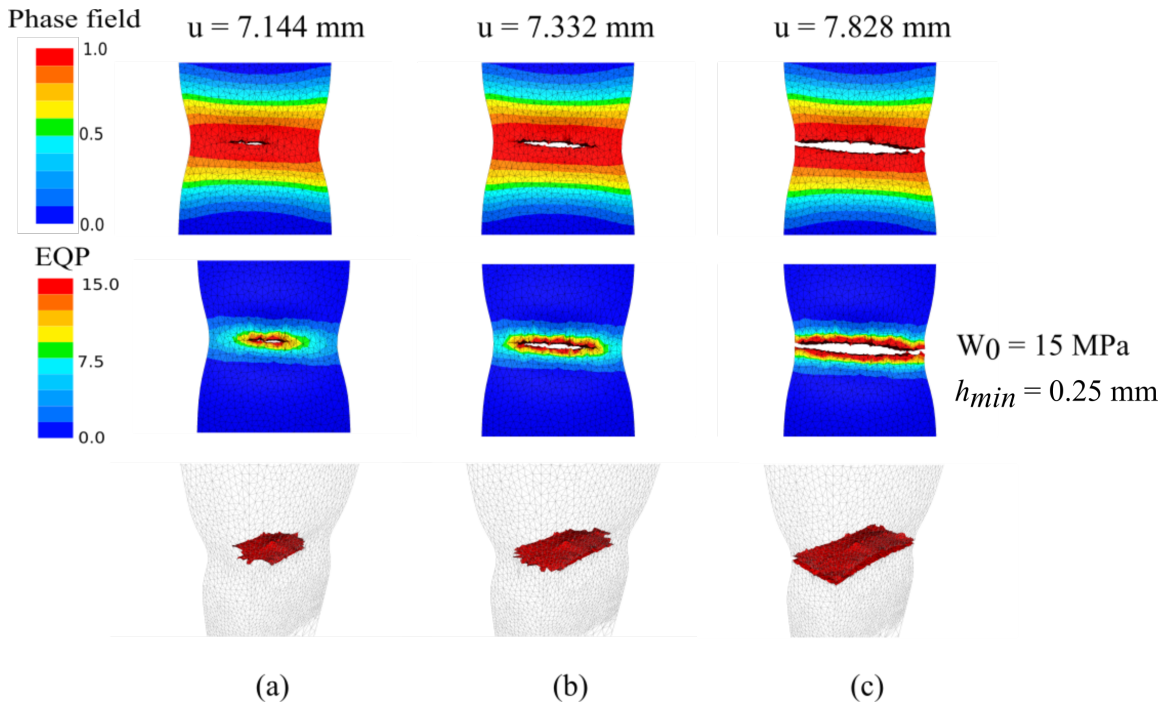 Phase field
u = 7.144 mm
u = 7.332 mm
u = 7.828 mm
1.0
0.5
0.0
EQP
15.0
7.5
0.0
W0 = 15 MPa
hmin = 0.25 mm
(a)
(b)
(c)